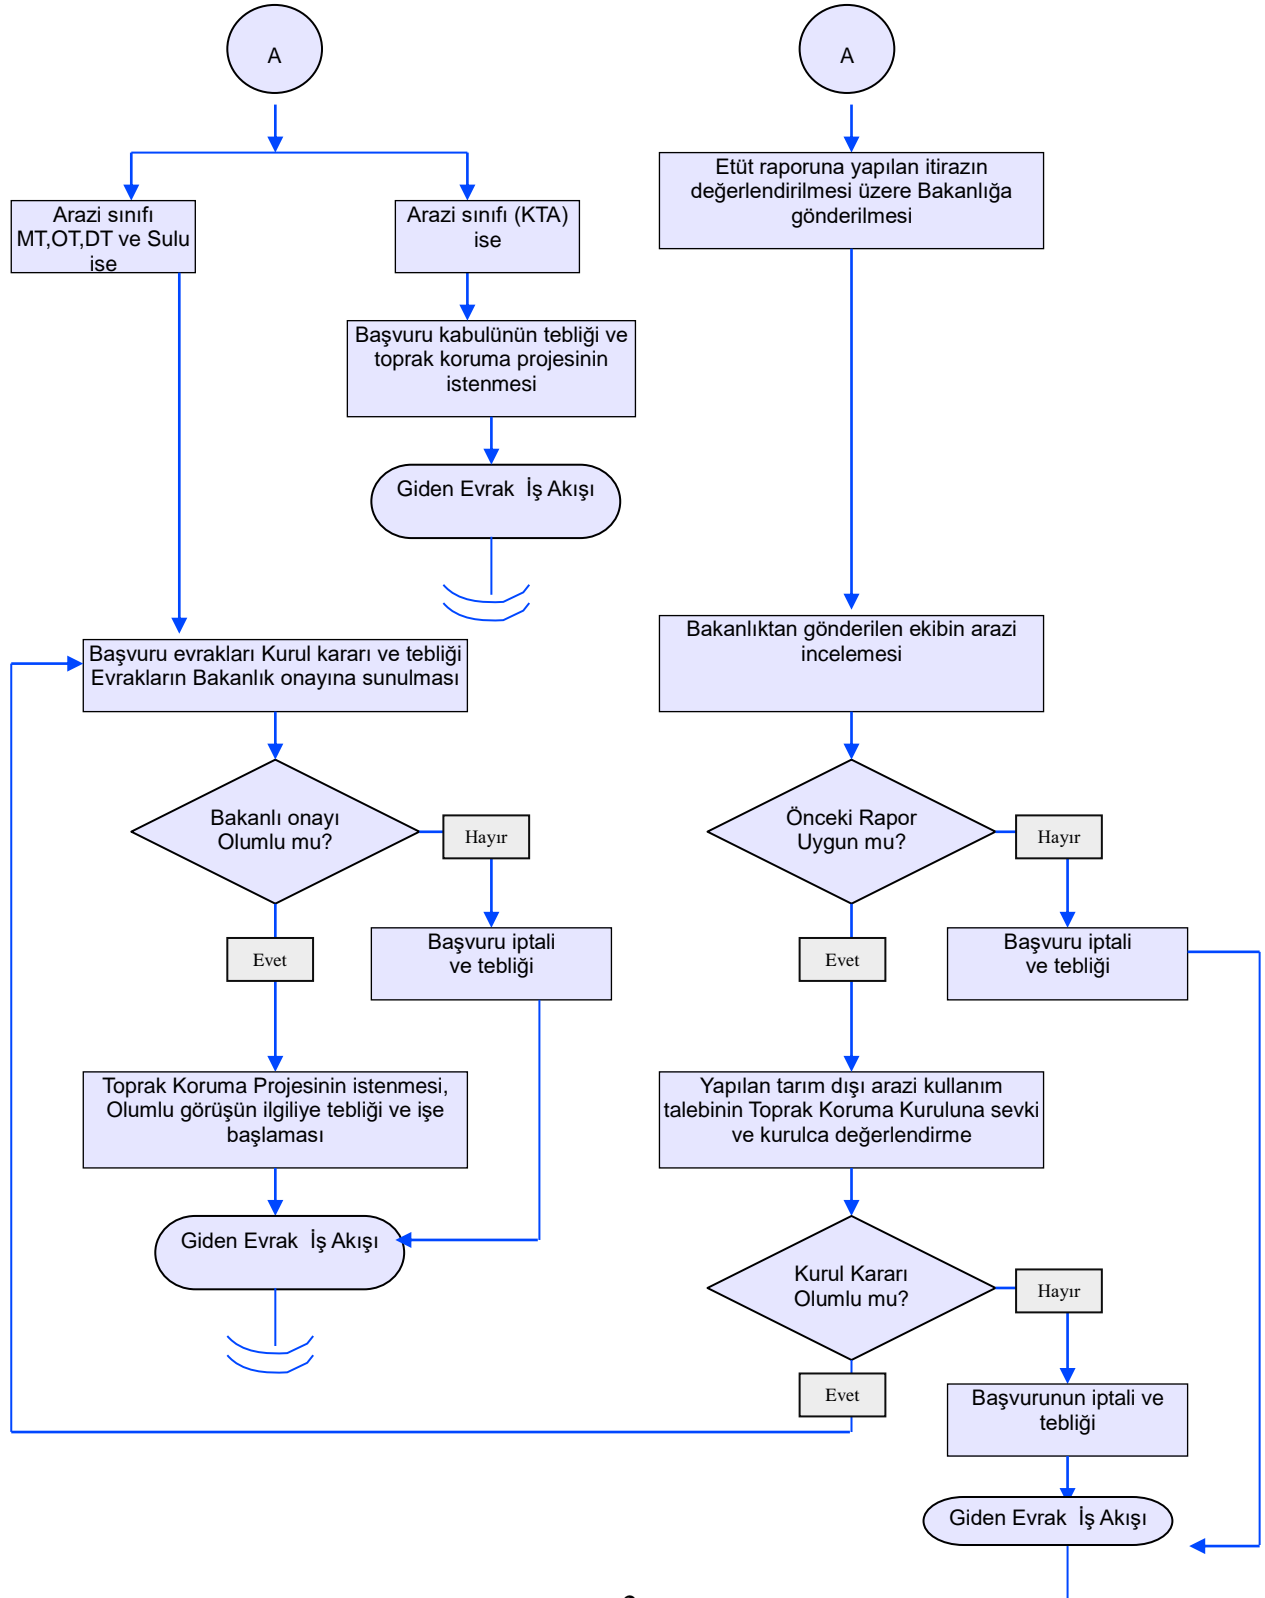 A
Arazi sınıfı
MT,OT,DT ve Sulu
ise
Arazi sınıfı (KTA)
ise
Başvuru kabulünün tebliği ve
toprak koruma projesinin
istenmesi
Giden Evrak  İş Akışı
Başvuru evrakları Kurul kararı ve tebliği
Evrakların Bakanlık onayına sunulması
Bakanlı onayı
Olumlu mu?
Hayır
Evet
Başvuru iptali
ve tebliği
Toprak Koruma Projesinin istenmesi,
Olumlu görüşün ilgiliye tebliği ve işe
başlaması
Giden Evrak  İş Akışı
A
Etüt raporuna yapılan itirazın
değerlendirilmesi üzere Bakanlığa
gönderilmesi
Bakanlıktan gönderilen ekibin arazi
incelemesi
Önceki Rapor
Uygun mu?
Hayır
Evet
Başvuru iptali
ve tebliği
Yapılan tarım dışı arazi kullanım
talebinin Toprak Koruma Kuruluna sevki
ve kurulca değerlendirme
Kurul Kararı
Olumlu mu?
Hayır
Evet
Başvurunun iptali ve
tebliği
Giden Evrak  İş Akışı